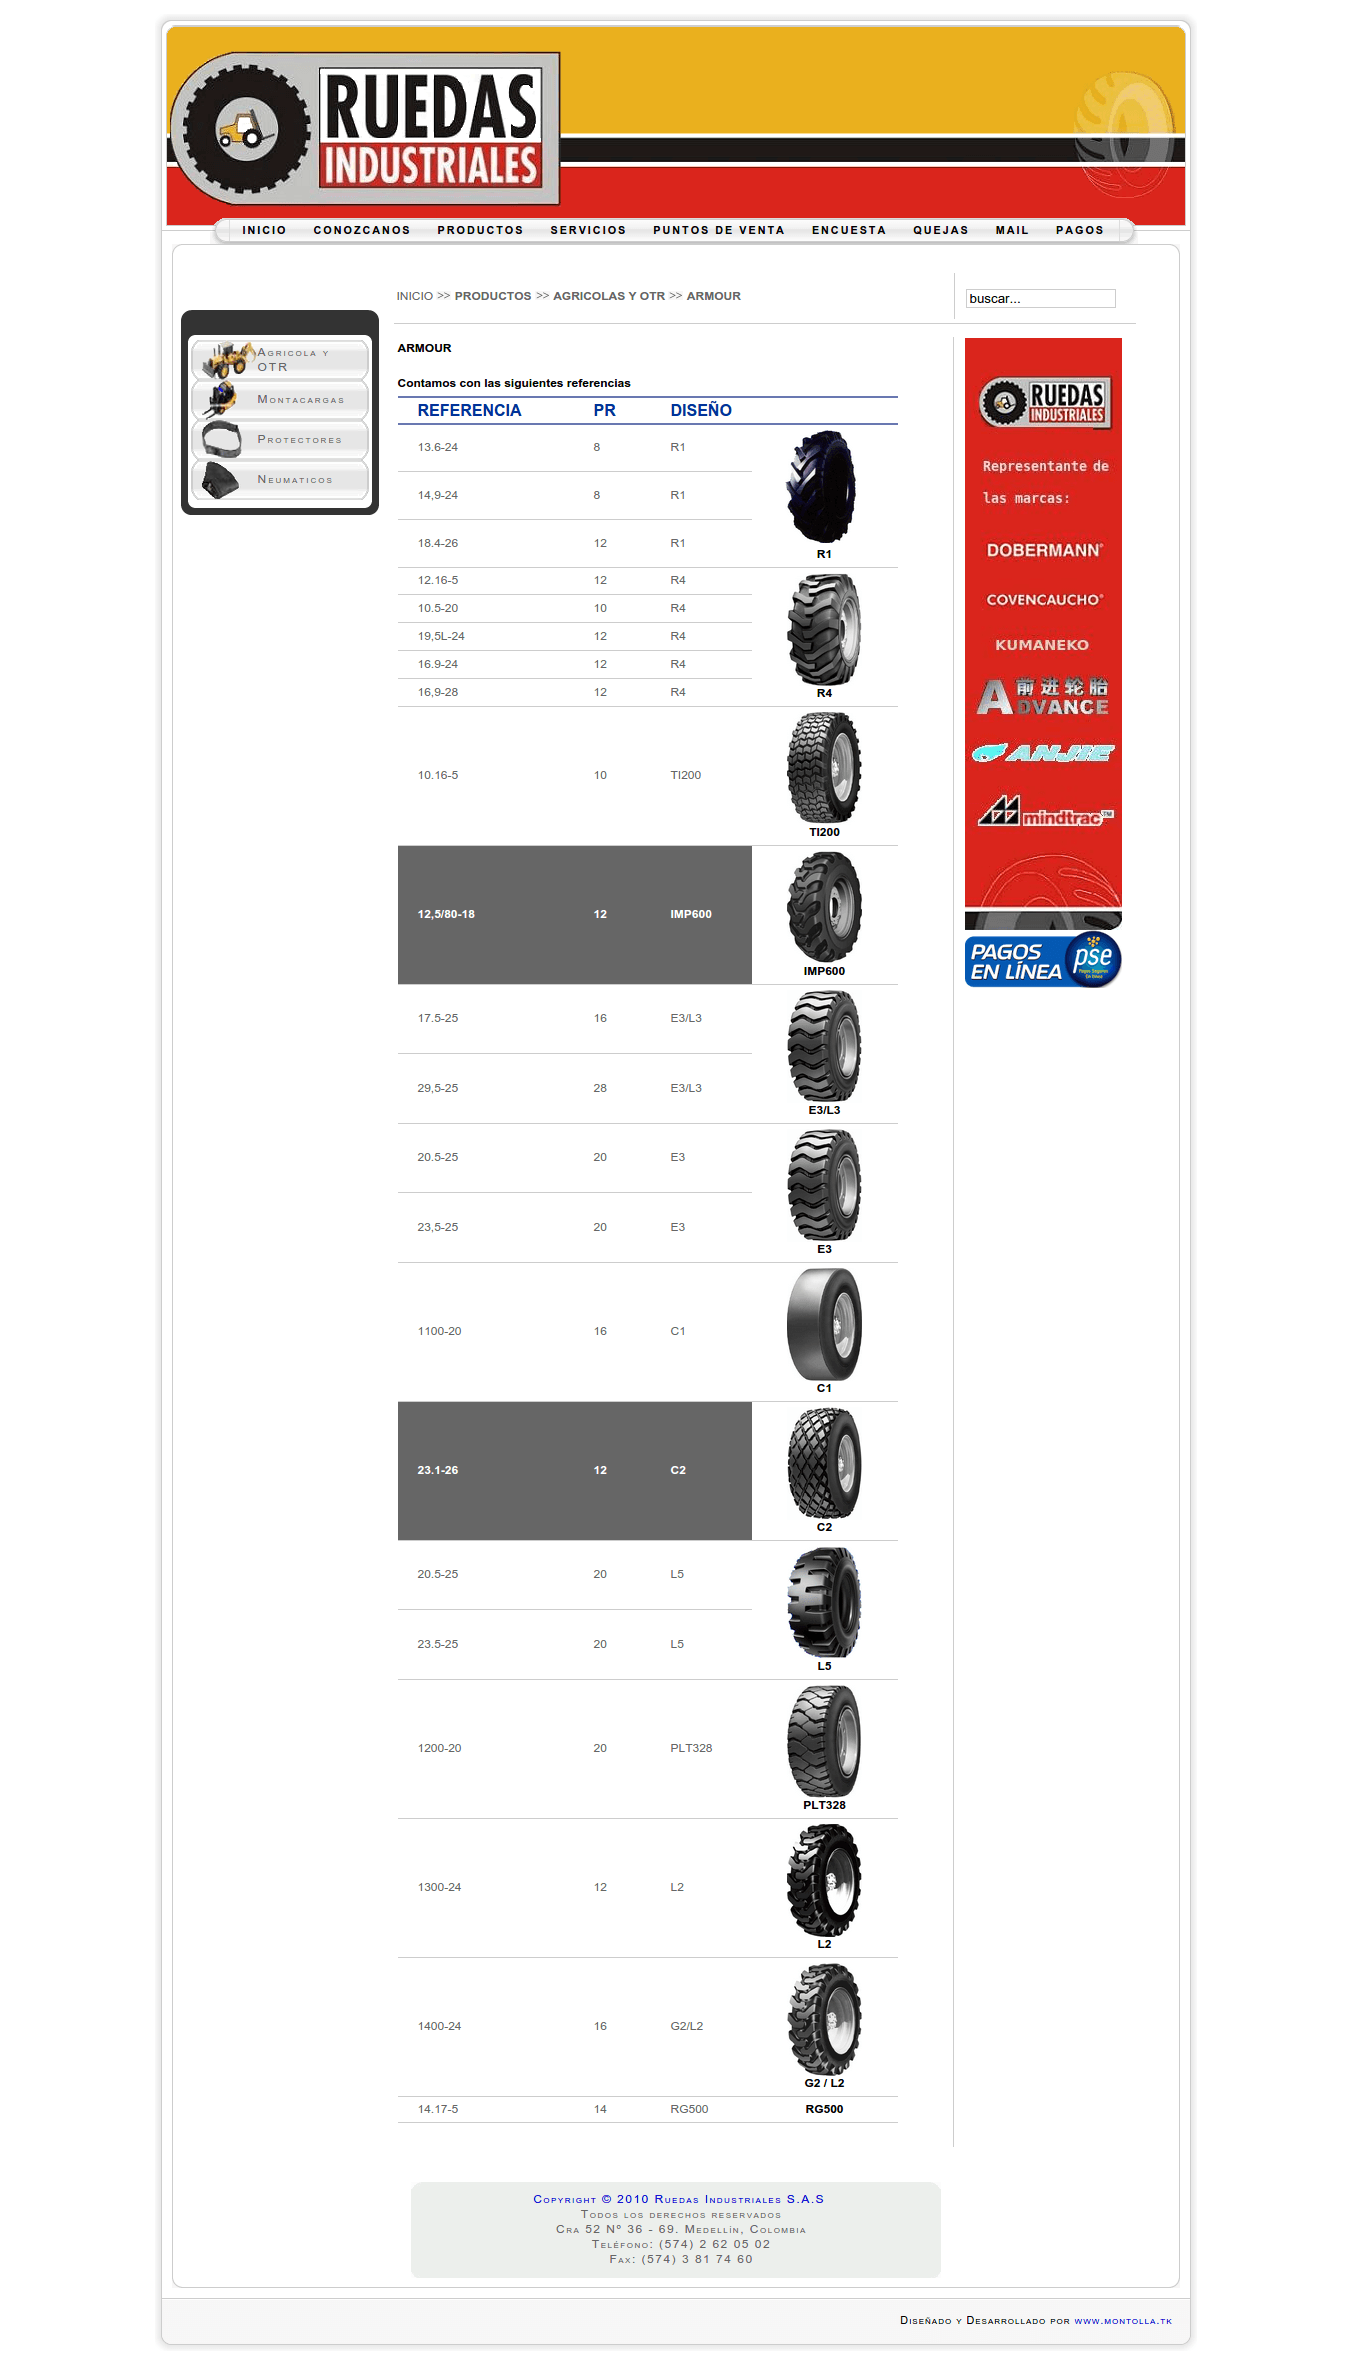 RUEDAS
INDUSTRIALES
INICIO CONOZCANOS PRODUCTOS SERVICIOS PUNTOS DE VENTA ENCUESTA QUEJAS MAIL PAGOS
INICIO >> PRODUCTOS >> AGRICOLAS Y OTR >> ARMOUR
buscar...
Agricola y
OTR
Montacargas
Protectores
Neumaticos
ARMOUR
Contamos con las siguientes referencias
REFERENCIA PR DISEÑO
13.6-24 8 R1
14,9-24 8 R1
18.4-26 12 R1
R1
12.16-5 12 R4
10.5-20 10 R4
19,5L-24 12 R4
16.9-24 12 R4
16,9-28 12 R4
R4
10.16-5 10 TI200
TI200
12,5/80-18 12 IMP600
IMP600
17.5-25 16 E3/L3
29,5-25 28 E3/L3
E3/L3
20.5-25 20 E3
23,5-25 20 E3
E3
1100-20 16 C1
C1
23.1-26 12 C2
C2
20.5-25 20 L5
23.5-25 20 L5
L5
1200-20 20 PLT328
PLT328
1300-24 12 L2
L2
1400-24 16 G2/L2
G2 / L2
14.17-5 14 RG500 RG500
RUEDAS
INDUSTRIALES
Representante de
las marcas:
DOBERMANN®
COVENCAUCHO®
KUMANEKO
前进轮胎
ADVANCE
ANJIE
mindtrac™
PAGOS
EN LÍNEA
pse
Pagos Seguros
En línea
Copyright © 2010 Ruedas Industriales S.A.S
Todos los derechos reservados
Cra 52 Nº 36 - 69. Medellín, Colombia
Teléfono: (574) 2 62 05 02
Fax: (574) 3 81 74 60
Diseñado y Desarrollado por www.montolla.tk